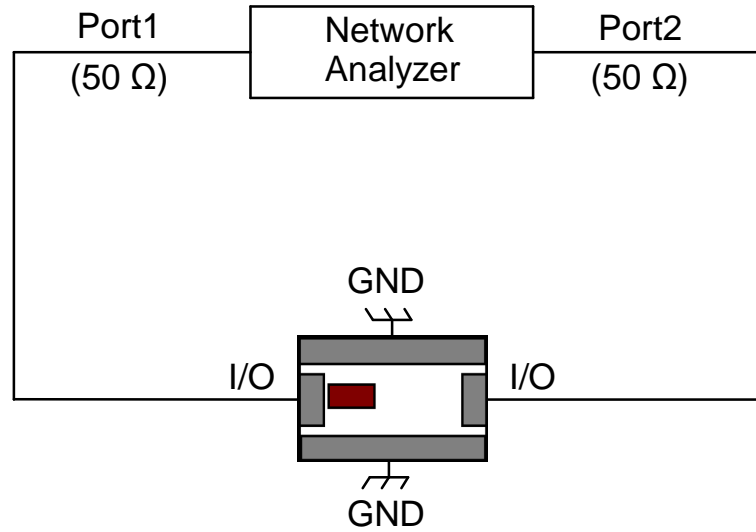 Port1
(50 Ω)
Network
Analyzer
Port2
(50 Ω)
GND
I/O
I/O
GND